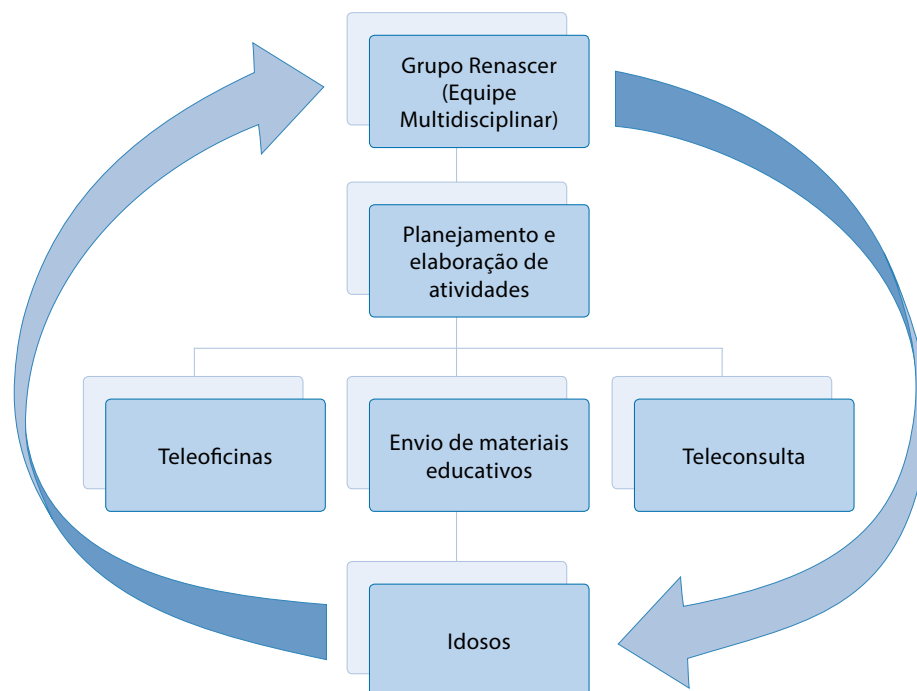 Grupo Renascer
(Equipe
Multidisciplinar)
Planejamento e
elaboração de
atividades
Teleoficinas
Envio de materiais
educativos
Teleconsulta
Idosos